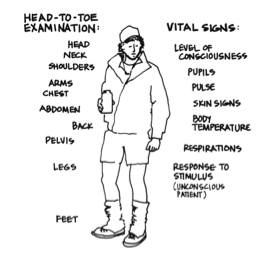 HEAD-TO-TOE
EXAMINATION:
HEAD
NECK
SHOULDERS
ARMS
CHEST
ABDOMEN
BACK
PELVIS
LEGS
FEET
VITAL SIGNS:
LEVEL OF
CONSCIOUSNESS
PUPILS
PULSE
SKIN SIGNS
BODY
TEMPERATURE
RESPIRATIONS
RESPONSE TO
STIMULUS
(UNCONSCIOUS
PATIENT)